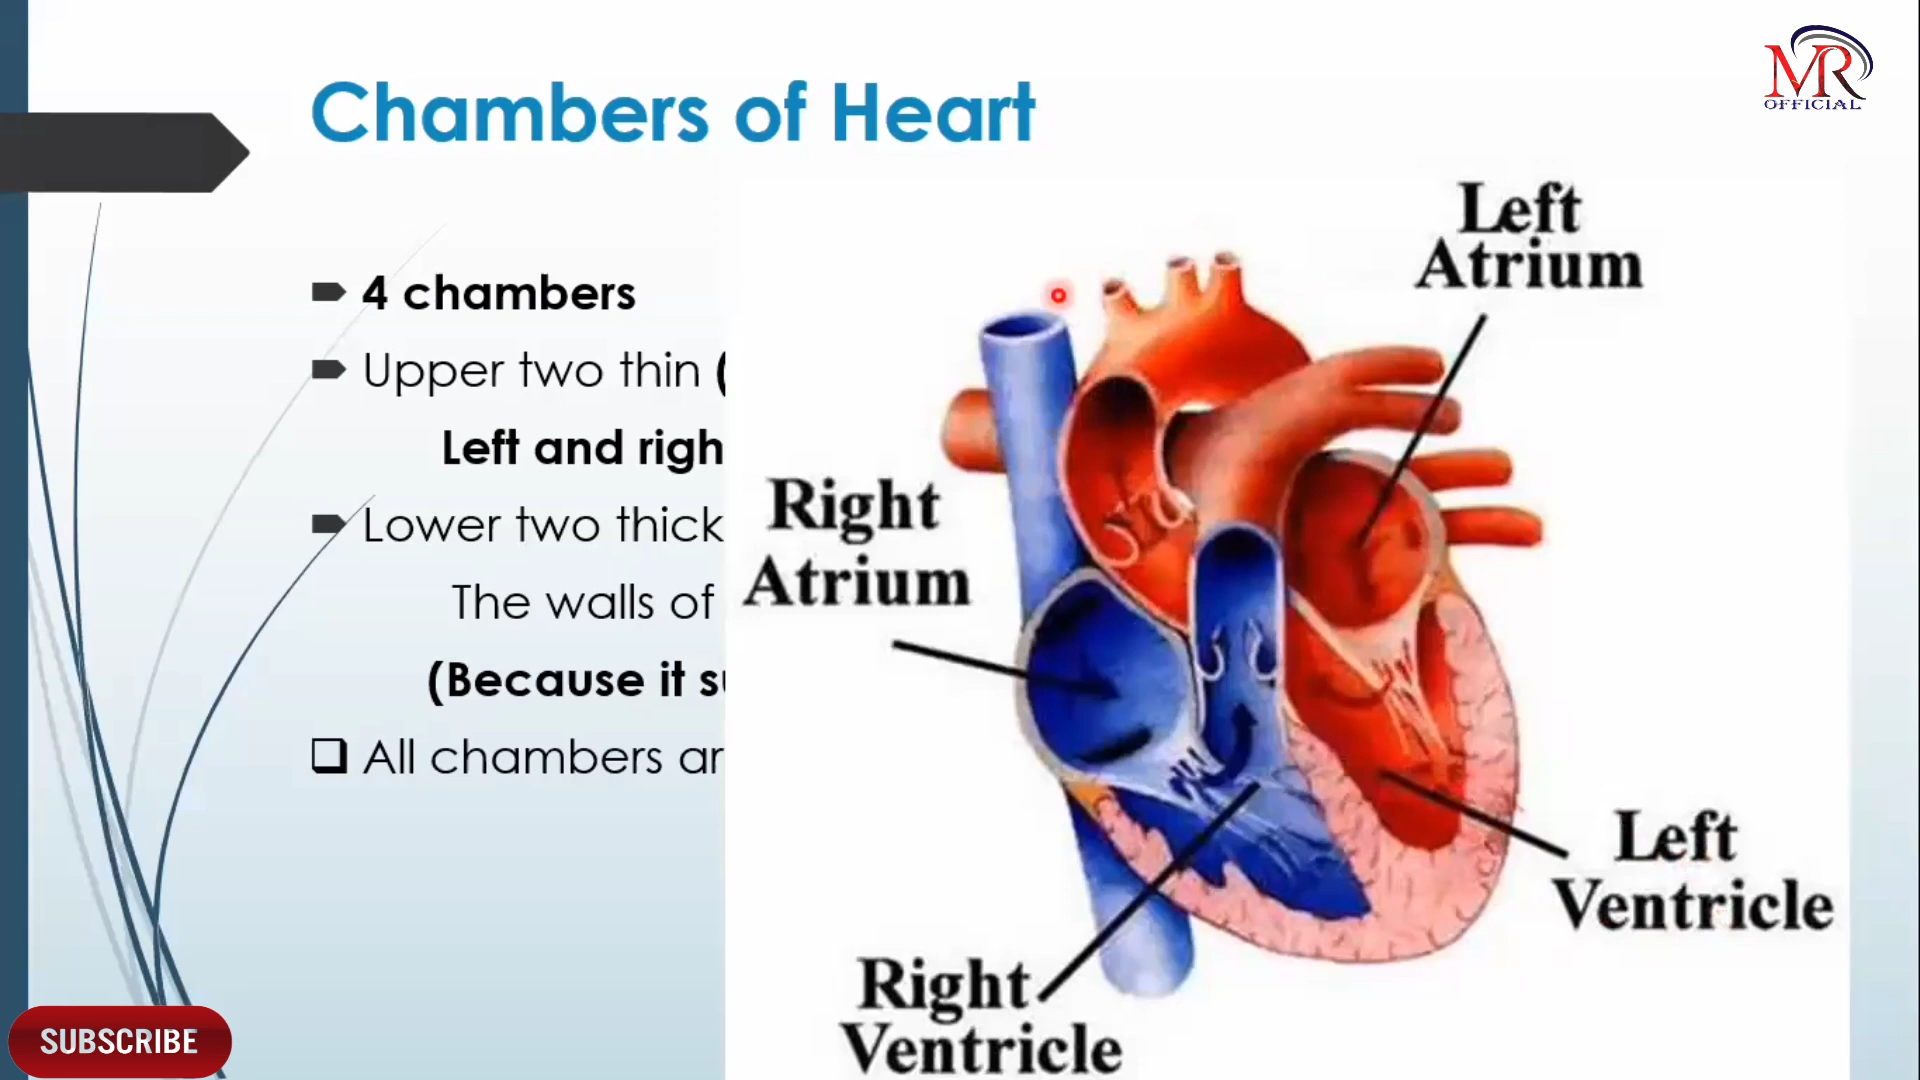 MR
OFFICIAL
Chambers of Heart
4 chambers
Upper two thin (
Left and righ
Lower two thick
The walls of
(Because it su
All chambers ar
Left
Atrium
Right
Atrium
Left
Ventricle
Right
Ventricle
SUBSCRIBE